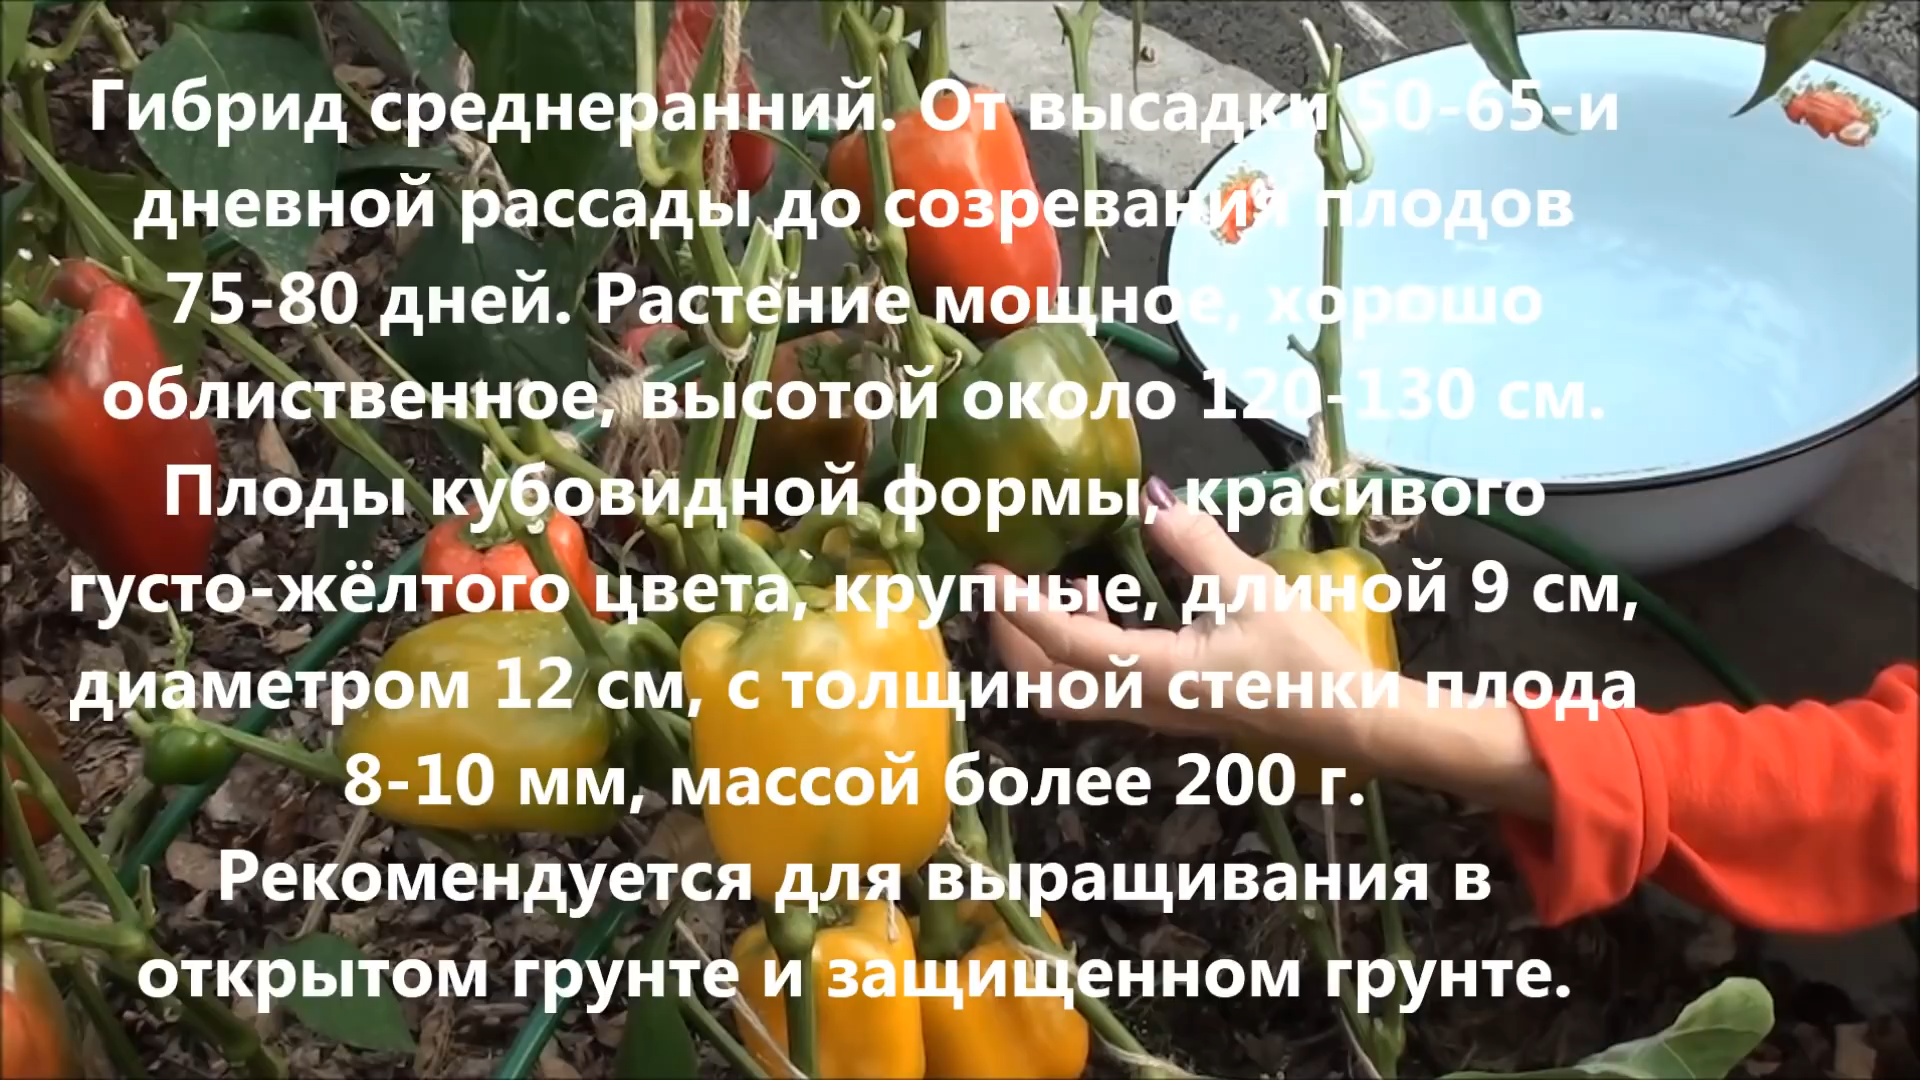 Гибрид среднеранний. От высадки 50-65-и
дневной рассады до созревания плодов
75-80 дней. Растение мощное, хорошо
облиственное, высотой около 120-130 см.
Плоды кубовидной формы, красивого
густо-жёлтого цвета, крупные, длиной 9 см,
диаметром 12 см, с толщиной стенки плода
8-10 мм, массой более 200 г.
Рекомендуется для выращивания в
открытом грунте и защищенном грунте.